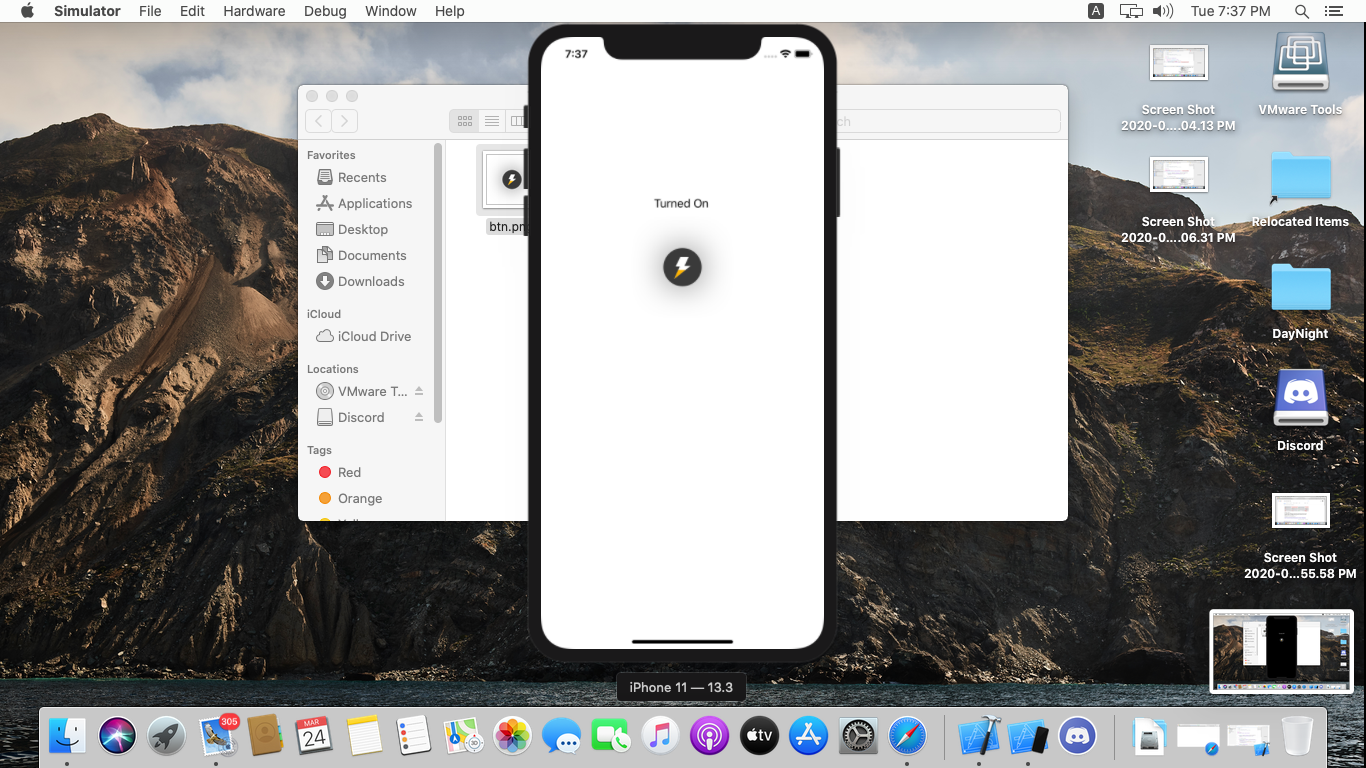 Simulator File Edit Hardware Debug Window Help
A Tue 7:37 PM
7:37
ch
Favorites
Recents
Applications
Desktop
Documents
Downloads
iCloud
iCloud Drive
Locations
VMware T...
Discord
Tags
Red
Orange
btn.pn
Turned On
iPhone 11 — 13.3
Screen Shot
2020-0....04.13 PM
VMware Tools
Screen Shot
2020-0....06.31 PM
Relocated Items
DayNight
Discord
Screen Shot
2020-0...55.58 PM
305
MAR
24
3D
tv